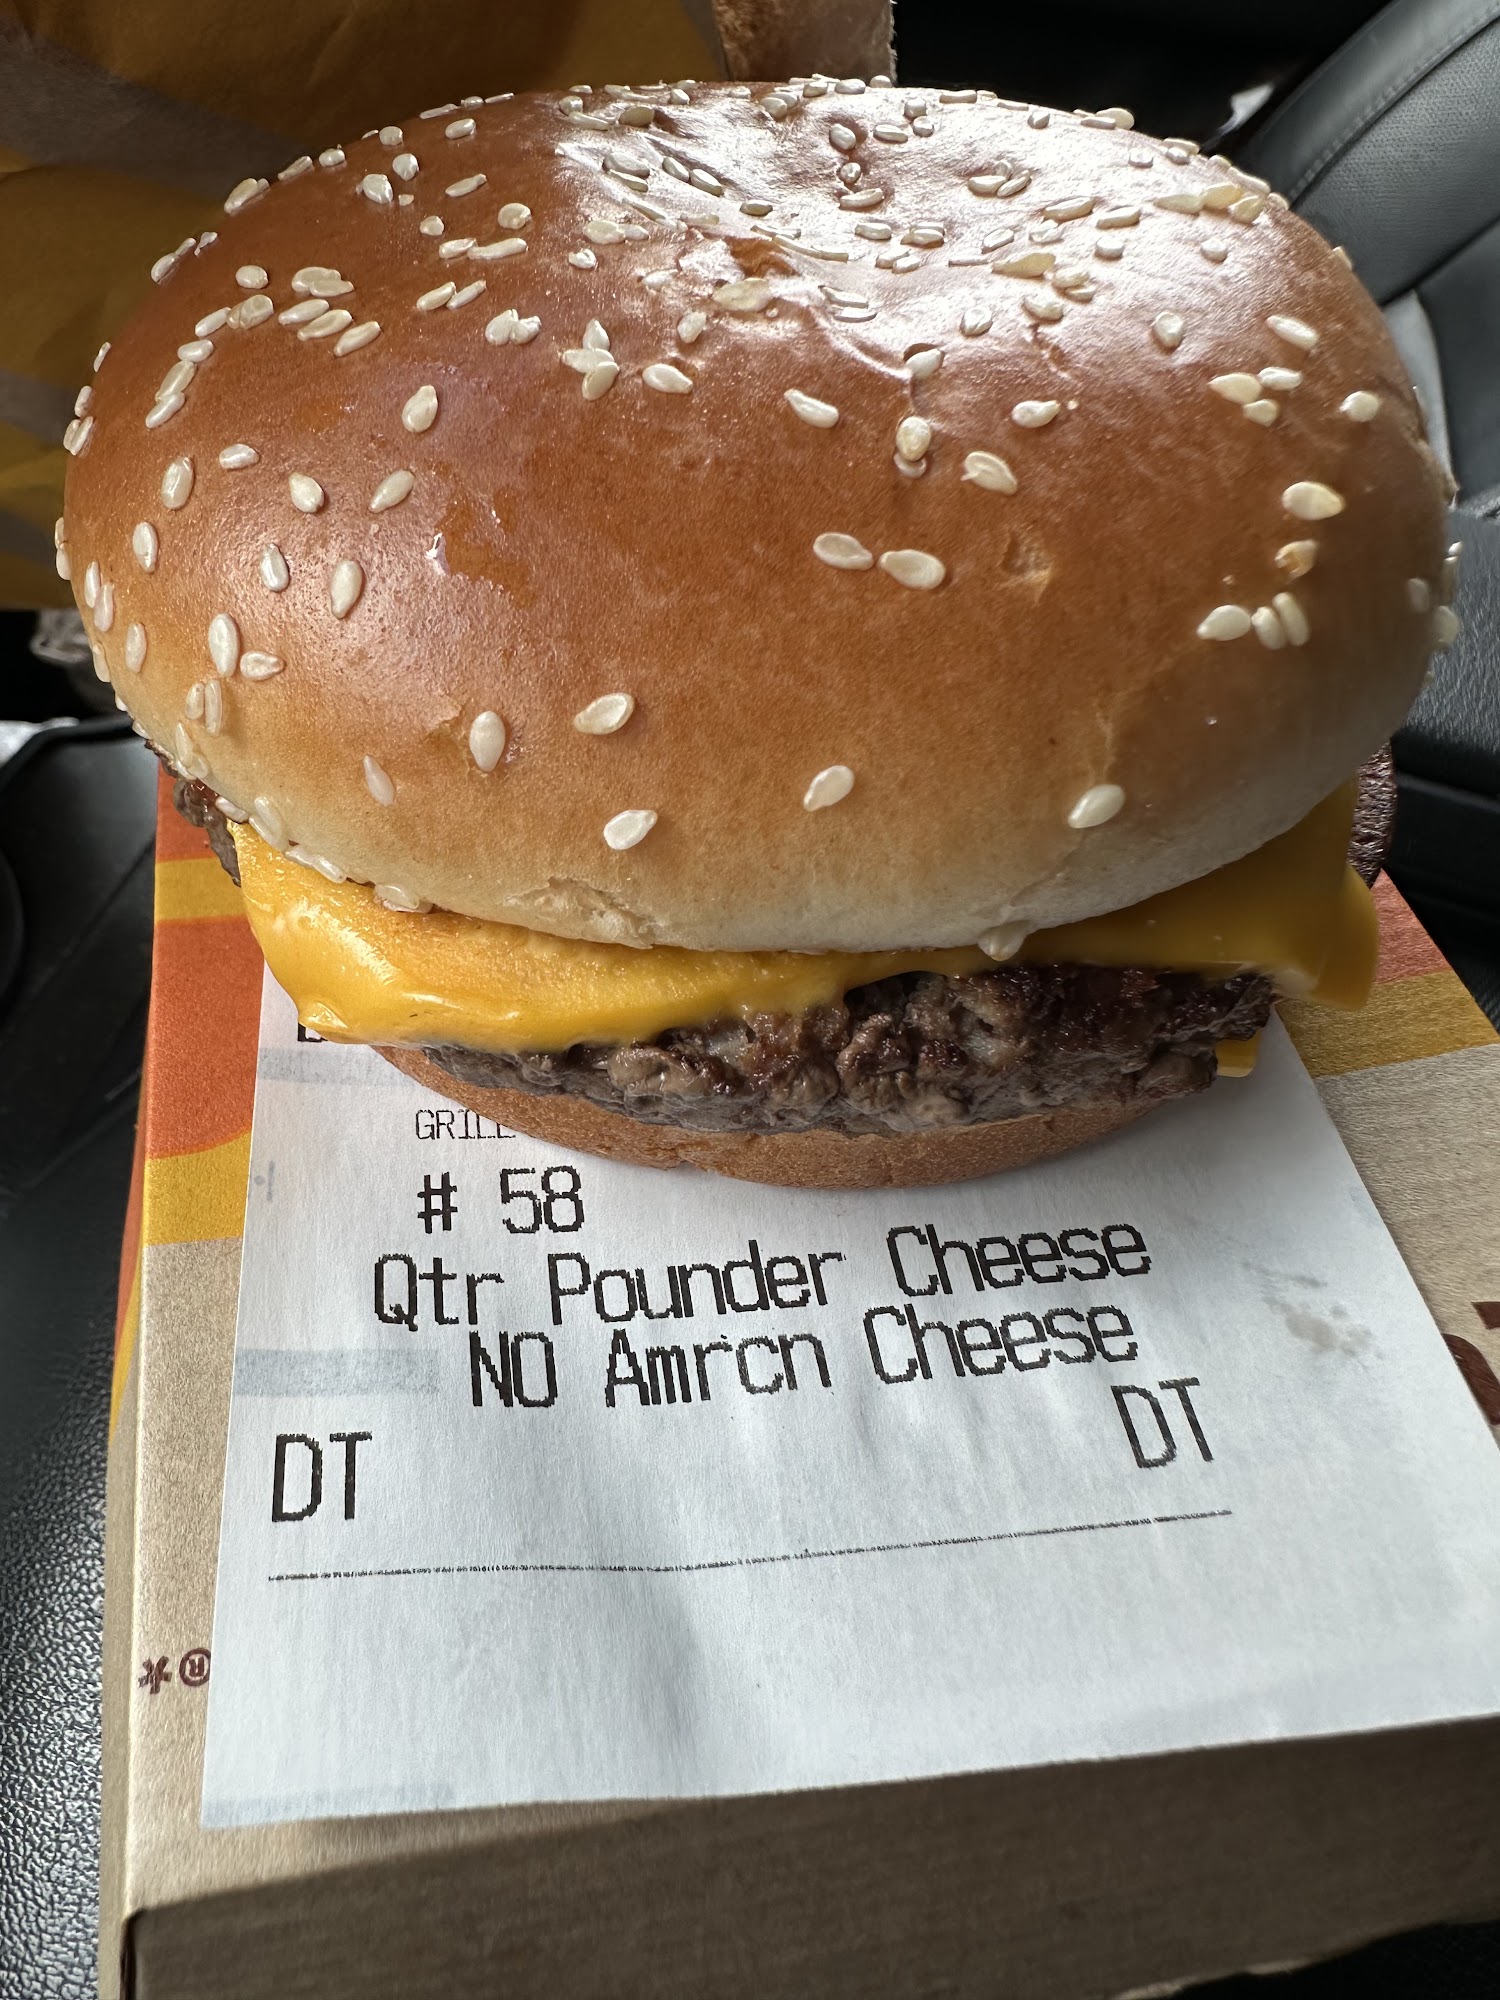 GRILL
# 58
Qtr Pounder Cheese
NO Amrcn Cheese
DT DT
®